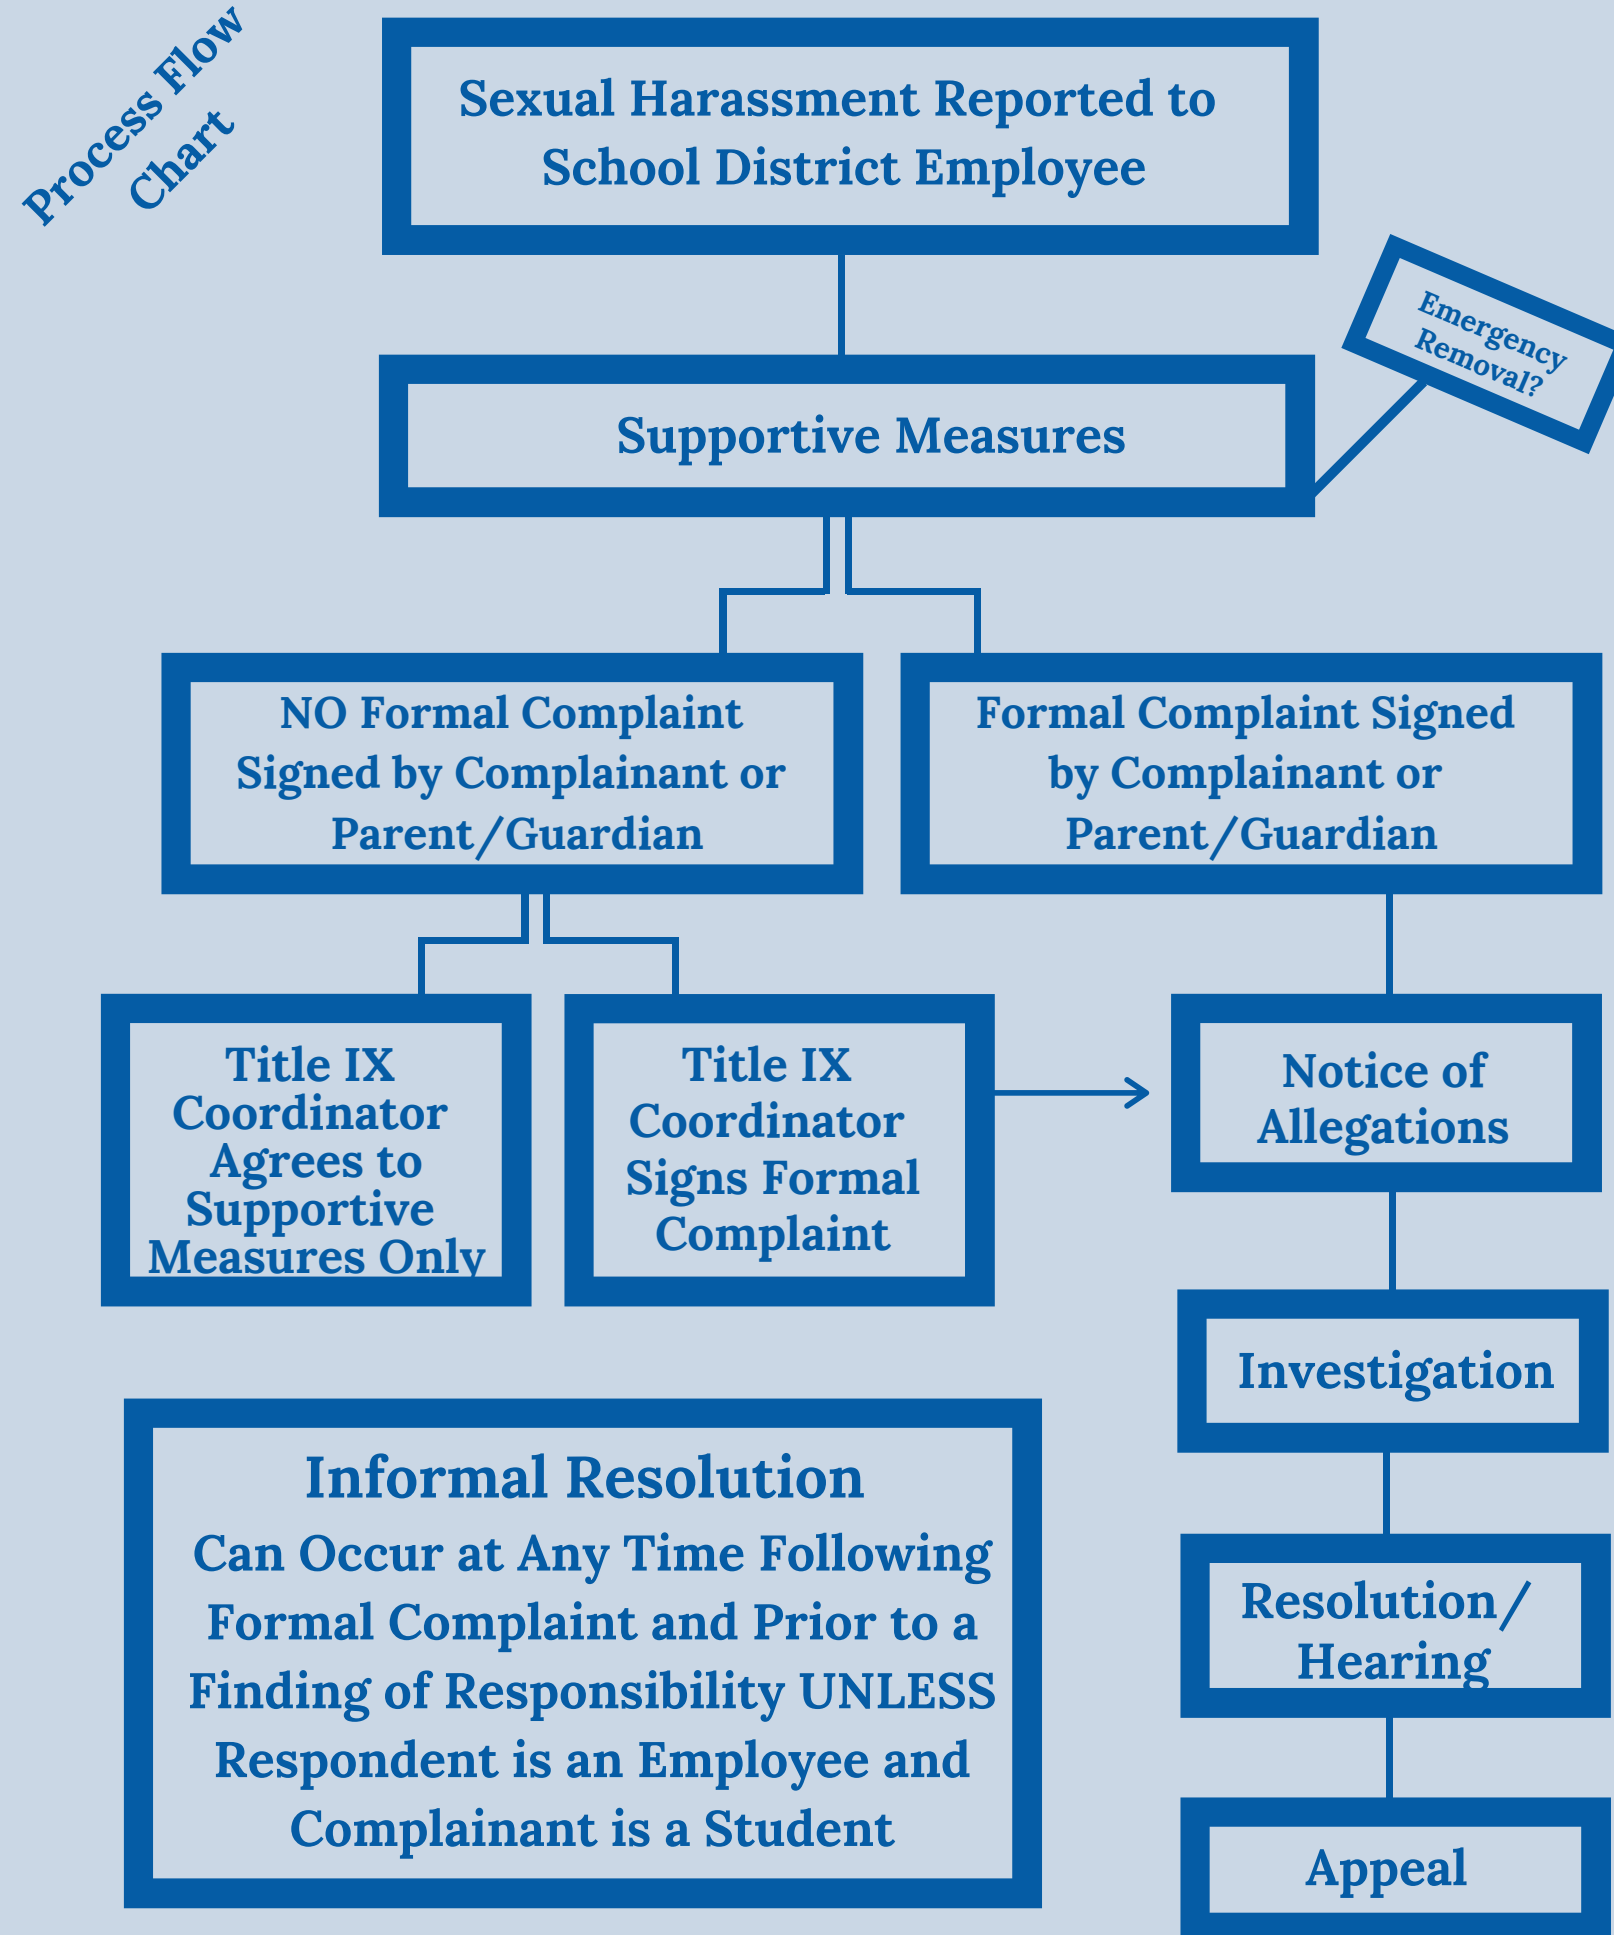 Process Flow
Chart
Sexual Harassment Reported to
School District Employee
Emergency
Removal?
Supportive Measures
NO Formal Complaint
Signed by Complainant or
Parent/Guardian
Formal Complaint Signed
by Complainant or
Parent/Guardian
Title IX
Coordinator
Agrees to
Supportive
Measures Only
Title IX
Coordinator
Signs Formal
Complaint
Notice of
Allegations
Investigation
Informal Resolution
Can Occur at Any Time Following
Formal Complaint and Prior to a
Finding of Responsibility UNLESS
Respondent is an Employee and
Complainant is a Student
Resolution/
Hearing
Appeal